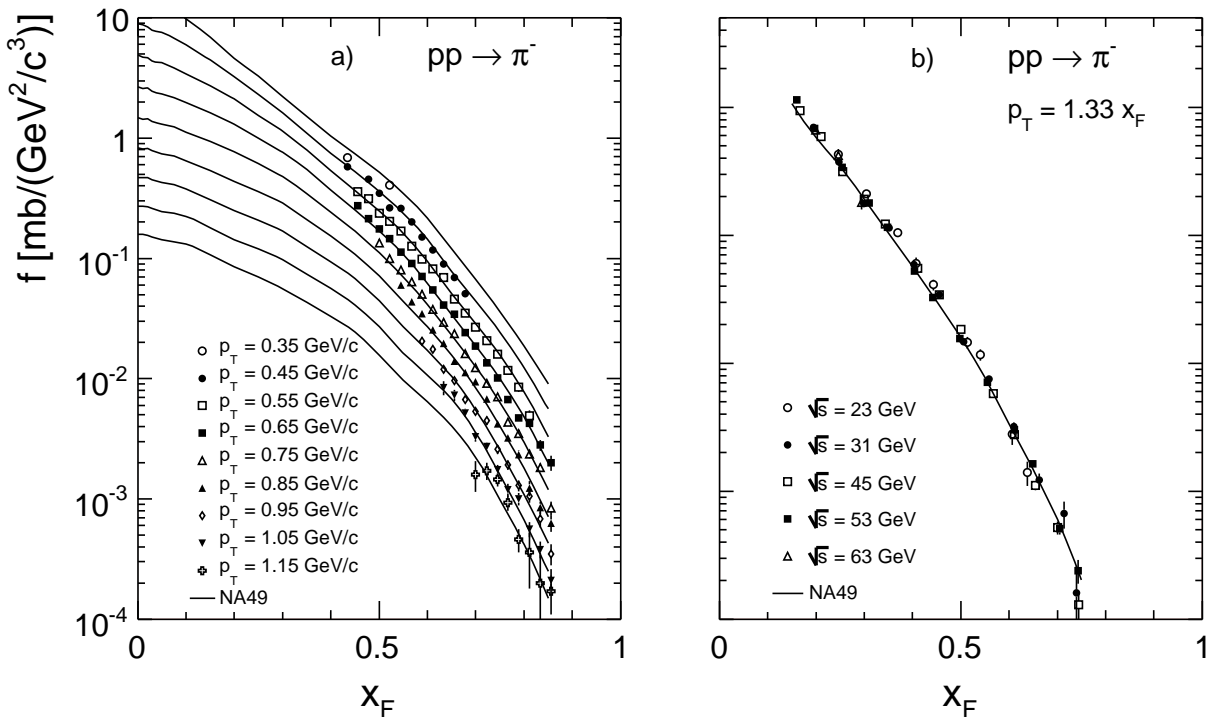 f [mb/(GeV²/c³)]
10
1
10⁻¹
10⁻²
10⁻³
10⁻⁴
a) pp → π⁻
p_T = 0.35 GeV/c
p_T = 0.45 GeV/c
p_T = 0.55 GeV/c
p_T = 0.65 GeV/c
p_T = 0.75 GeV/c
p_T = 0.85 GeV/c
p_T = 0.95 GeV/c
p_T = 1.05 GeV/c
p_T = 1.15 GeV/c
NA49
0 0.5 1
x_F
b) pp → π⁻
p_T = 1.33 x_F
√s = 23 GeV
√s = 31 GeV
√s = 45 GeV
√s = 53 GeV
√s = 63 GeV
NA49
0 0.5 1
x_F